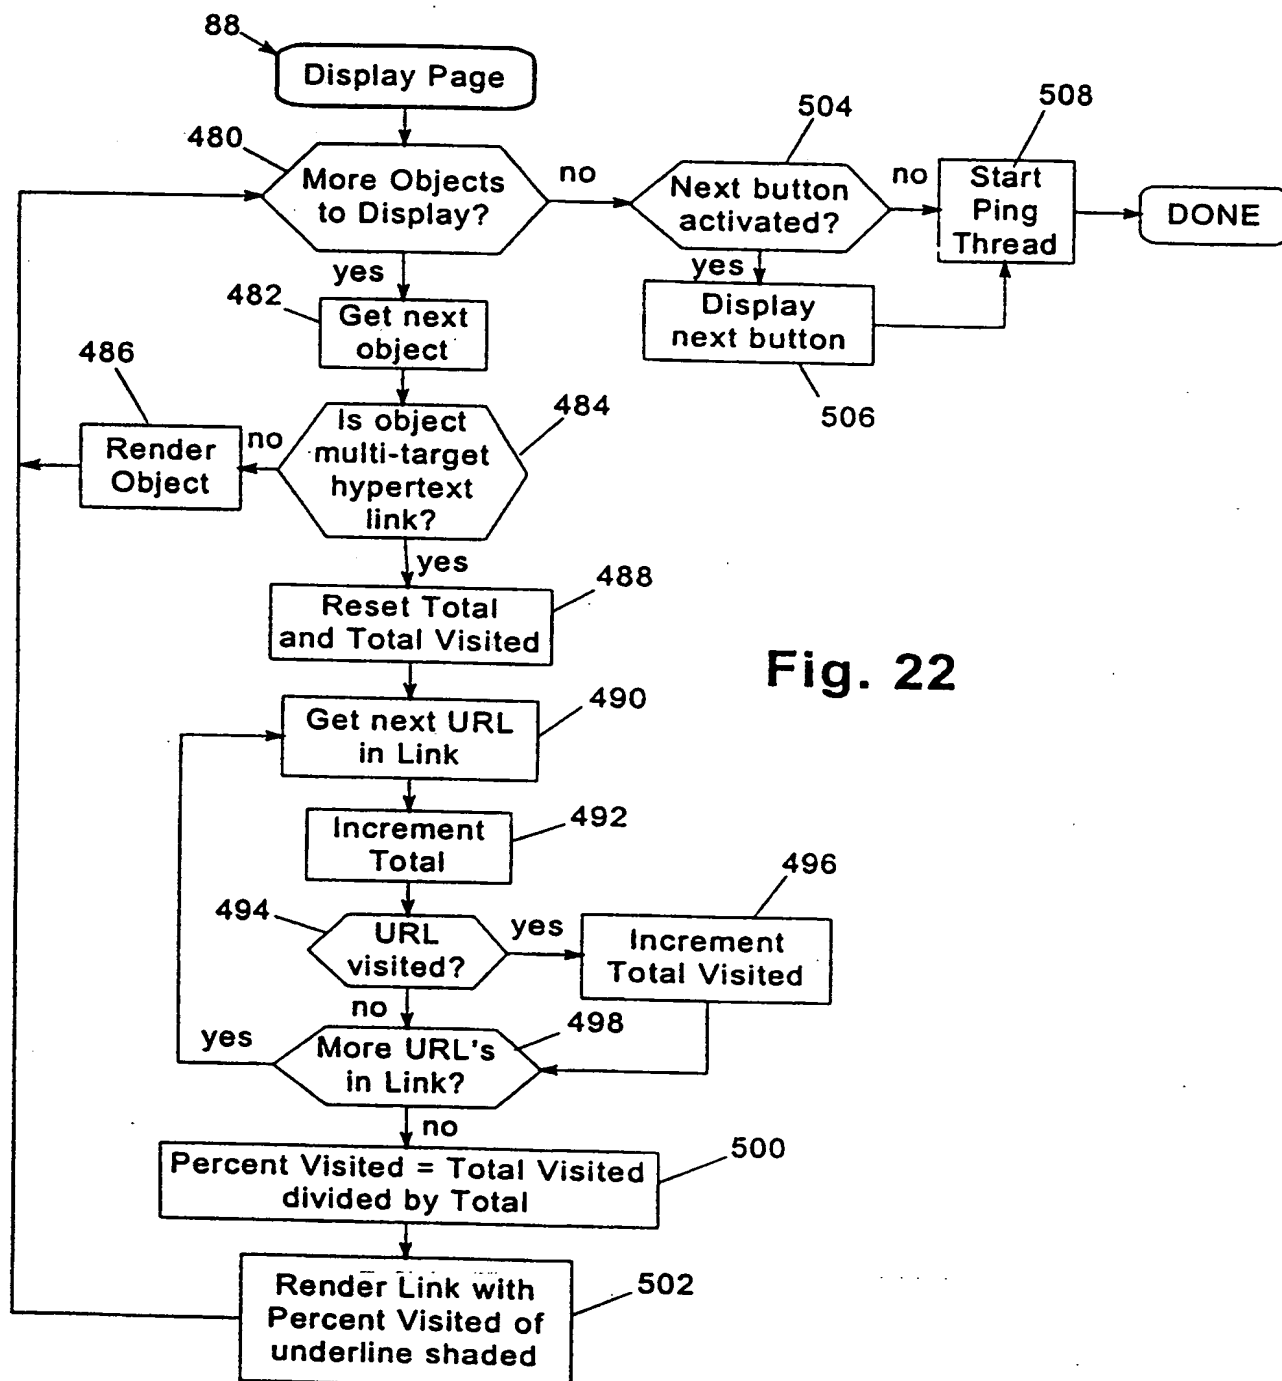 88
Display Page
480
More Objects
to Display?
no
504
Next button
activated?
no
508
Start
Ping
Thread
DONE
yes
yes
482
Get next
object
Display
next button
506
486
Render
Object
no
Is object
multi-target
hypertext
link?
484
yes
488
Reset Total
and Total Visited
Fig. 22
490
Get next URL
in Link
492
Increment
Total
494
URL
visited?
yes
496
Increment
Total Visited
no
498
yes
More URL's
in Link?
no
500
Percent Visited = Total Visited
divided by Total
502
Render Link with
Percent Visited of
underline shaded